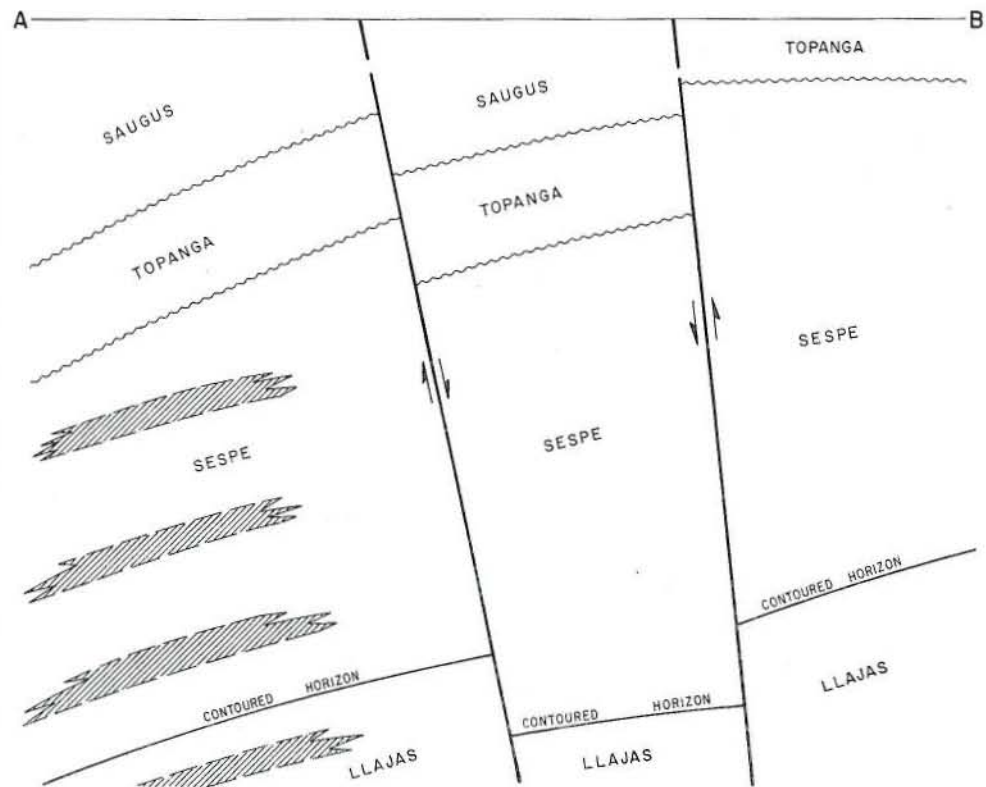 A
B
TOPANGA
SAUGUS
SAUGUS
TOPANGA
TOPANGA
SESPE
SESPE
SESPE
CONTOURED HORIZON
CONTOURED HORIZON
CONTOURED HORIZON
LLAJAS
LLAJAS
LLAJAS